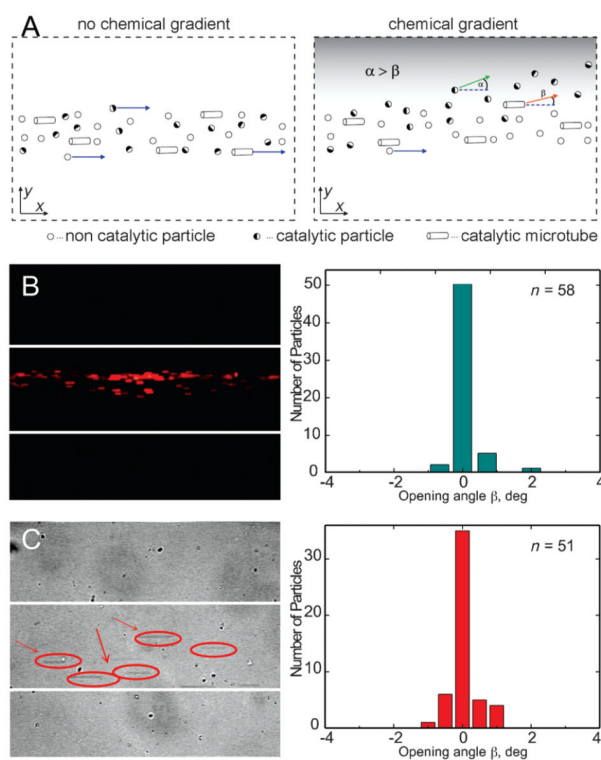 A
no chemical gradient
chemical gradient
α > β
α
β
y
x
y
x
○ ... non catalytic particle
... catalytic particle
... catalytic microtube
B
Number of Particles
50
40
30
20
10
0
n = 58
-4 -2 0 2 4
Opening angle β, deg
C
Number of Particles
30
20
10
0
n = 51
-4 -2 0 2 4
Opening angle β, deg